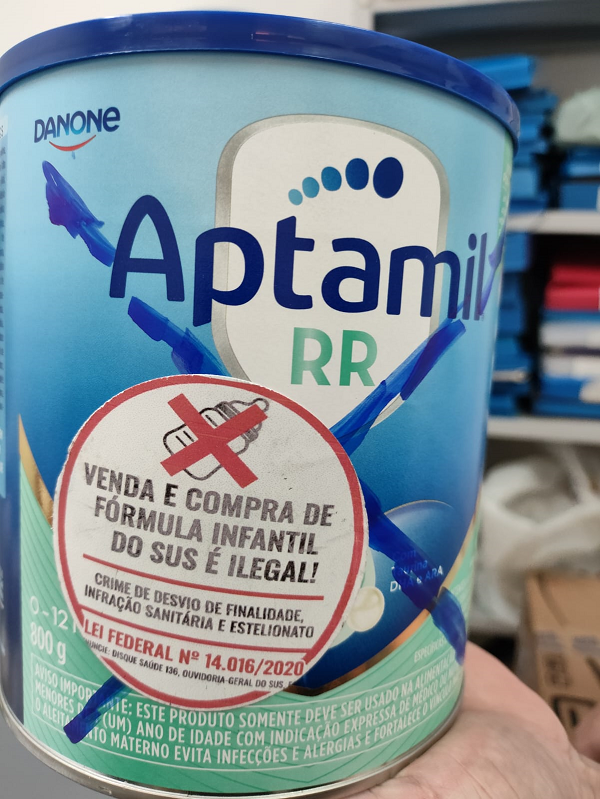 DANONE
Aptamil
RR
VENDA E COMPRA DE
FÓRMULA INFANTIL
DO SUS É ILEGAL!
CRIME DE DESVIO DE FINALIDADE,
INFRAÇÃO SANITÁRIA E ESTELIONATO
LEI FEDERAL Nº 14.016/2020
DISQUE SAÚDE 136, OUVIDORIA-GERAL DO SUS
0-12
800 g
AVISO IMPORTANTE: ESTE PRODUTO SOMENTE DEVE SER USADO NA
MENORES DE 1 (UM) ANO DE IDADE COM INDICAÇÃO EXPRESSA DE MÉDICO
O MATERNO EVITA INFECÇÕES E ALERGIAS E FORTALECE O